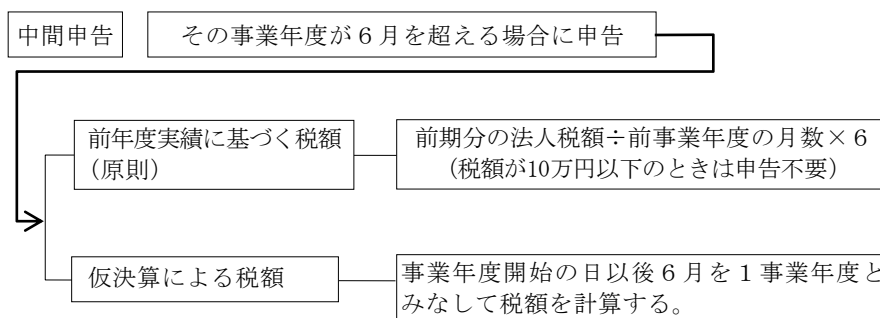 中間申告
その事業年度が６月を超える場合に申告
前年度実績に基づく税額
（原則）
前期分の法人税額÷前事業年度の月数×６
（税額が10万円以下のときは申告不要）
仮決算による税額
事業年度開始の日以後６月を１事業年度と
みなして税額を計算する。